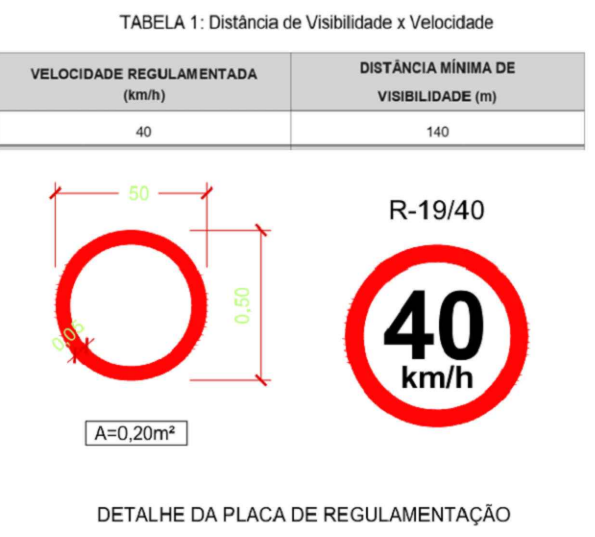 TABELA 1: Distância de Visibilidade x Velocidade
VELOCIDADE REGULAMENTADA
(km/h)
DISTÂNCIA MÍNIMA DE
VISIBILIDADE (m)
40
140
50
R-19/40
0,50
0,05
40
km/h
A=0,20m²
DETALHE DA PLACA DE REGULAMENTAÇÃO